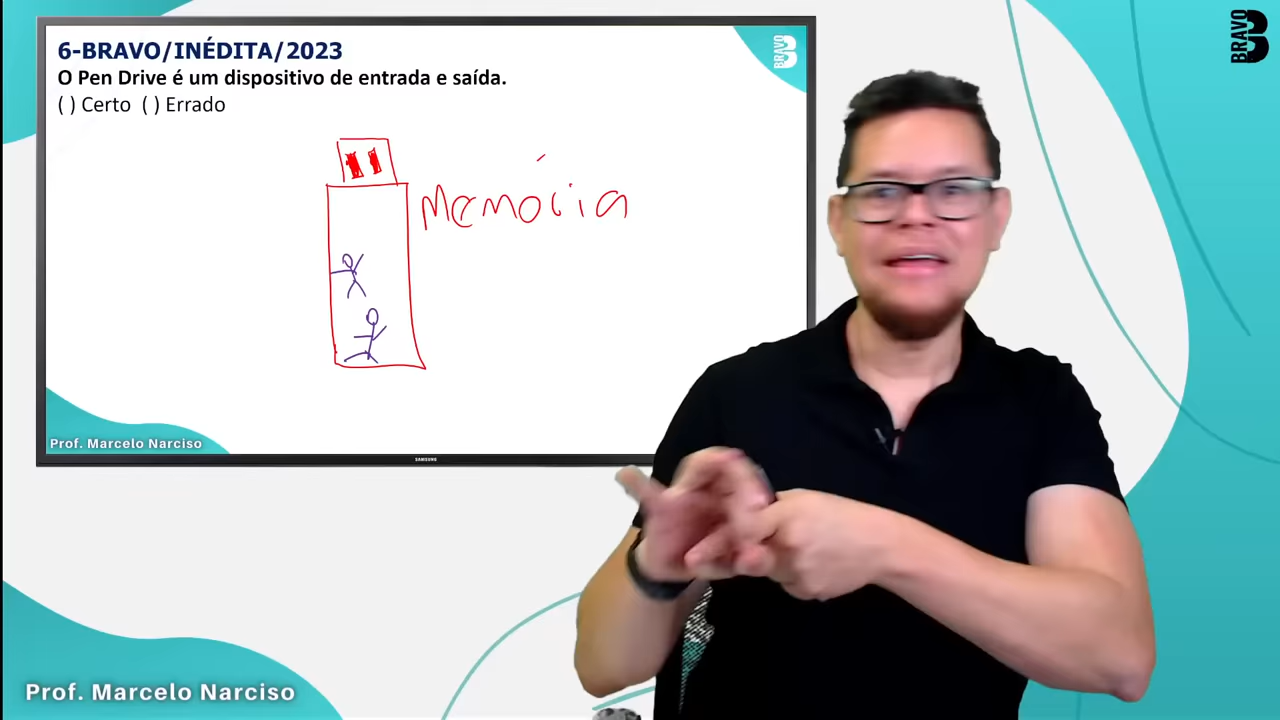 6-BRAVO/INÉDITA/2023
O Pen Drive é um dispositivo de entrada e saída.
( ) Certo ( ) Errado
BRAVO
BRAVO
Memória
Prof. Marcelo Narciso
SAMSUNG
Prof. Marcelo Narciso